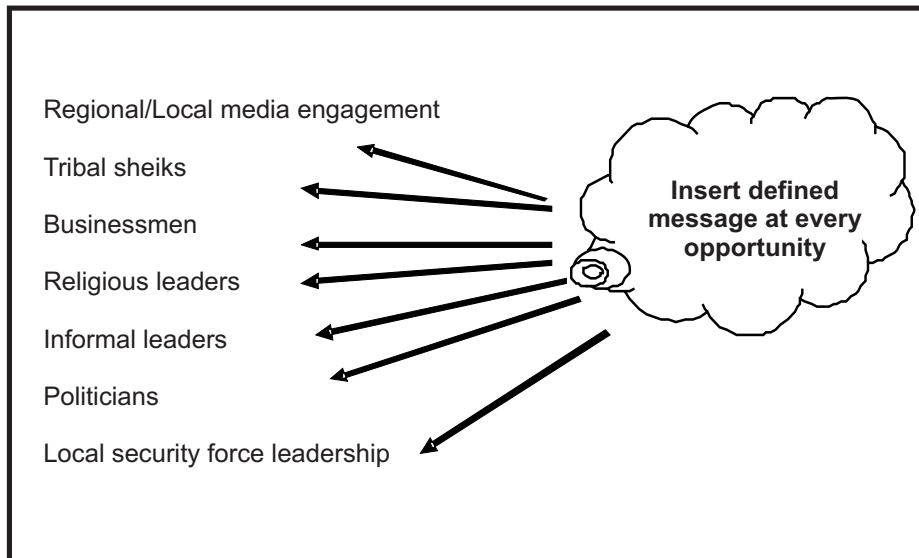 Regional/Local media engagement
Tribal sheiks
Businessmen
Religious leaders
Informal leaders
Politicians
Local security force leadership
Insert defined
message at every
opportunity